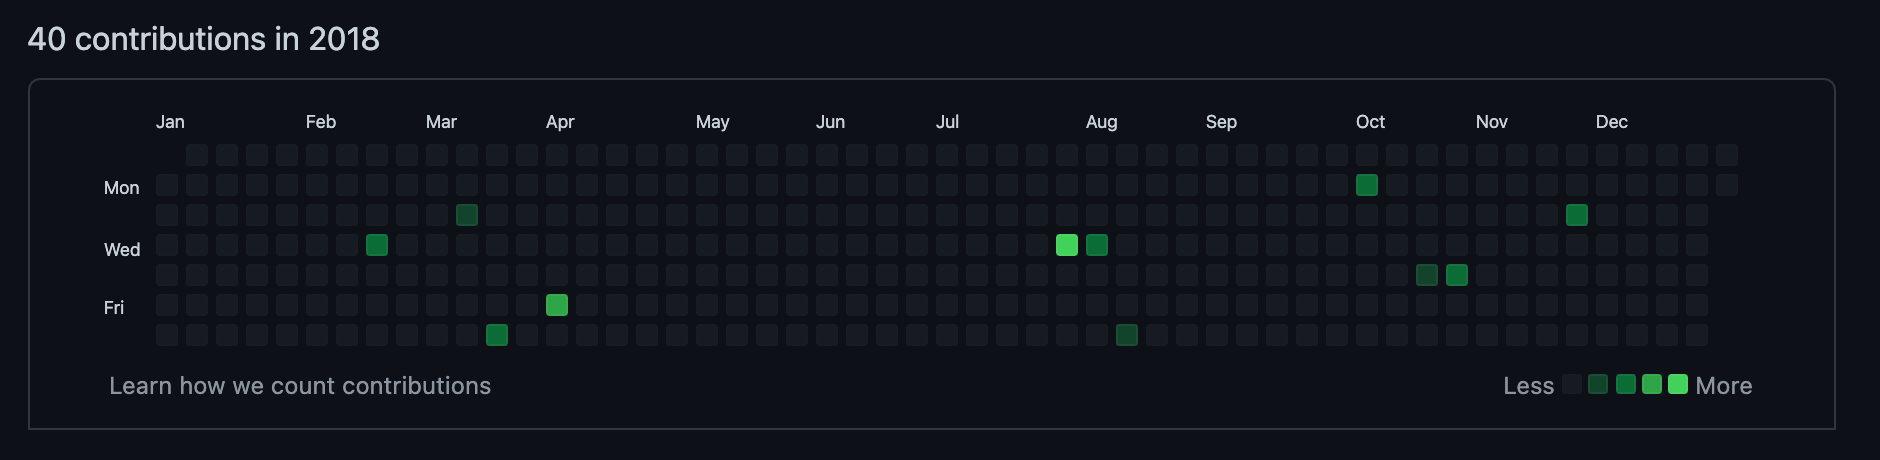 40 contributions in 2018
Jan Feb Mar Apr May Jun Jul Aug Sep Oct Nov Dec
Mon
Wed
Fri
Learn how we count contributions
Less More